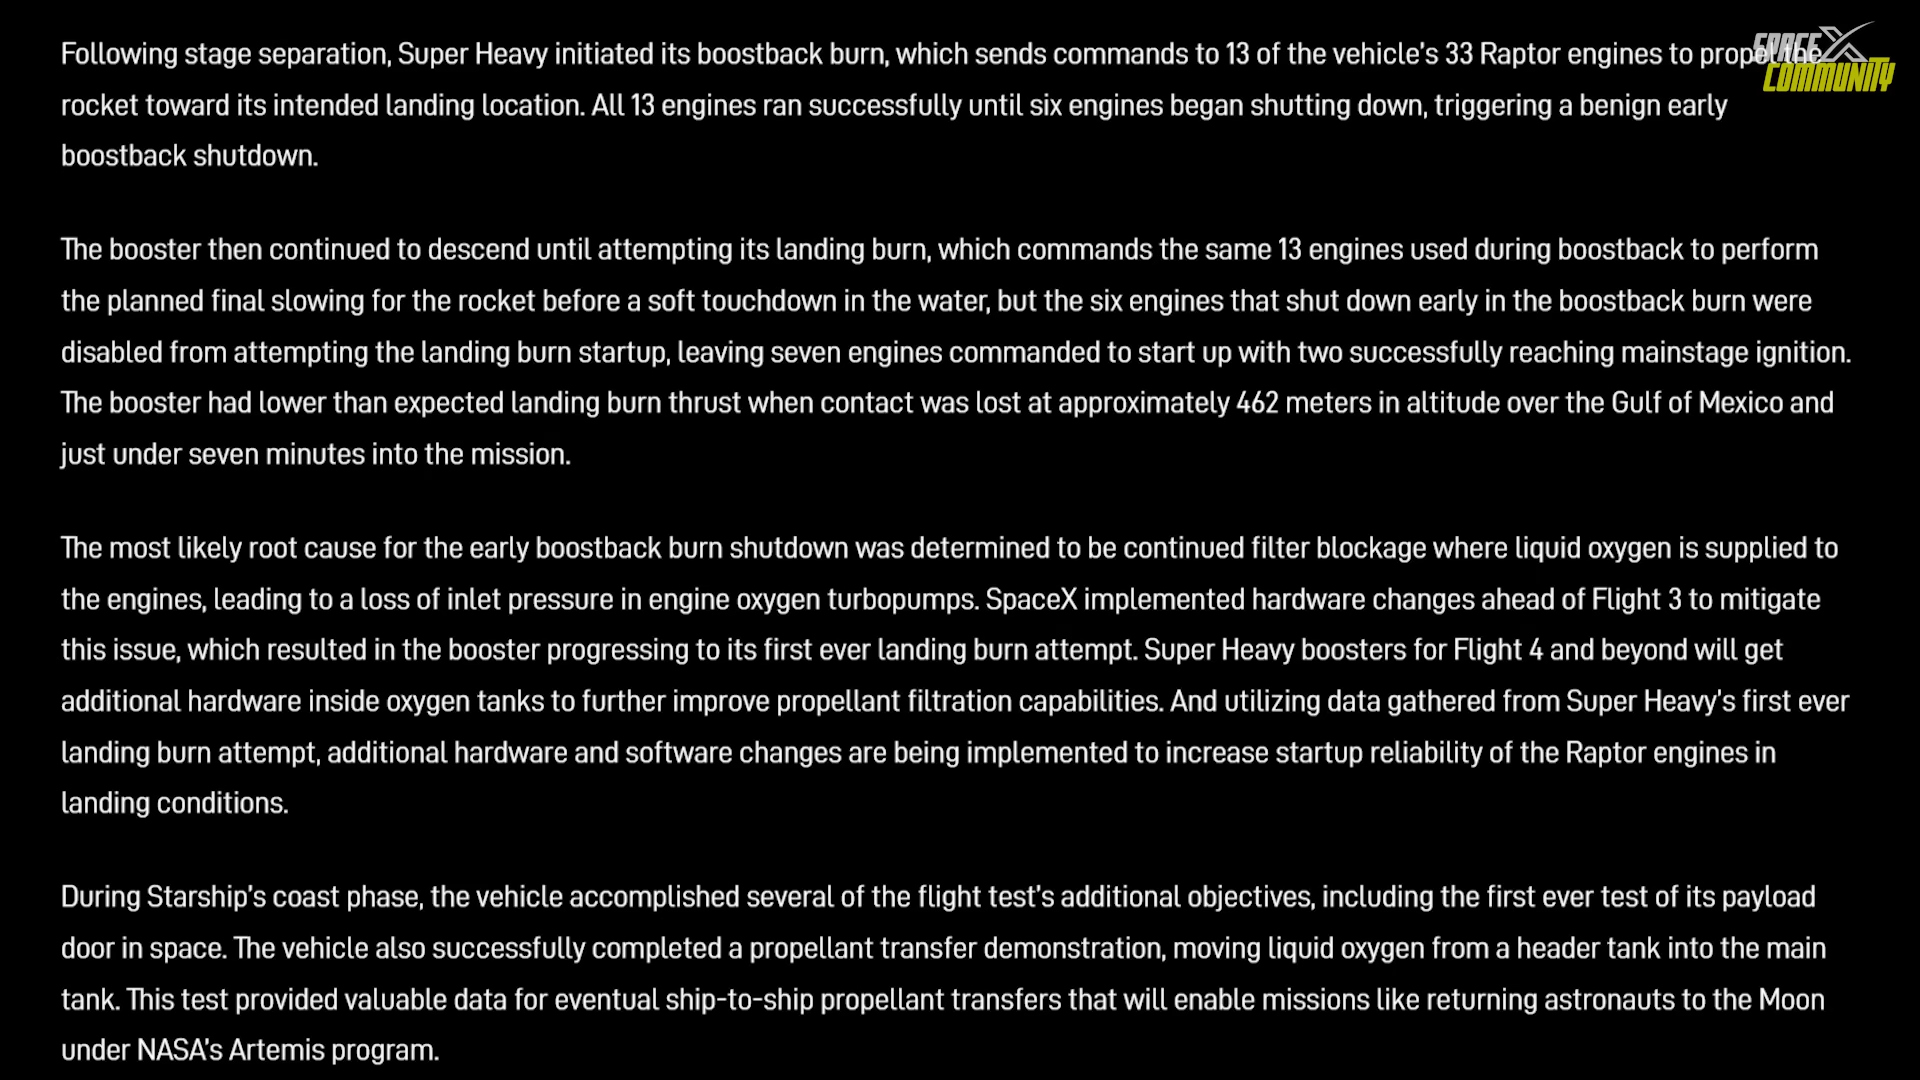 Following stage separation, Super Heavy initiated its boostback burn, which sends commands to 13 of the vehicle’s 33 Raptor engines to propel the
rocket toward its intended landing location. All 13 engines ran successfully until six engines began shutting down, triggering a benign early
boostback shutdown.
SPACEX
COMMUNITY
The booster then continued to descend until attempting its landing burn, which commands the same 13 engines used during boostback to perform
the planned final slowing for the rocket before a soft touchdown in the water, but the six engines that shut down early in the boostback burn were
disabled from attempting the landing burn startup, leaving seven engines commanded to start up with two successfully reaching mainstage ignition.
The booster had lower than expected landing burn thrust when contact was lost at approximately 462 meters in altitude over the Gulf of Mexico and
just under seven minutes into the mission.
The most likely root cause for the early boostback burn shutdown was determined to be continued filter blockage where liquid oxygen is supplied to
the engines, leading to a loss of inlet pressure in engine oxygen turbopumps. SpaceX implemented hardware changes ahead of Flight 3 to mitigate
this issue, which resulted in the booster progressing to its first ever landing burn attempt. Super Heavy boosters for Flight 4 and beyond will get
additional hardware inside oxygen tanks to further improve propellant filtration capabilities. And utilizing data gathered from Super Heavy’s first ever
landing burn attempt, additional hardware and software changes are being implemented to increase startup reliability of the Raptor engines in
landing conditions.
During Starship’s coast phase, the vehicle accomplished several of the flight test’s additional objectives, including the first ever test of its payload
door in space. The vehicle also successfully completed a propellant transfer demonstration, moving liquid oxygen from a header tank into the main
tank. This test provided valuable data for eventual ship-to-ship propellant transfers that will enable missions like returning astronauts to the Moon
under NASA’s Artemis program.